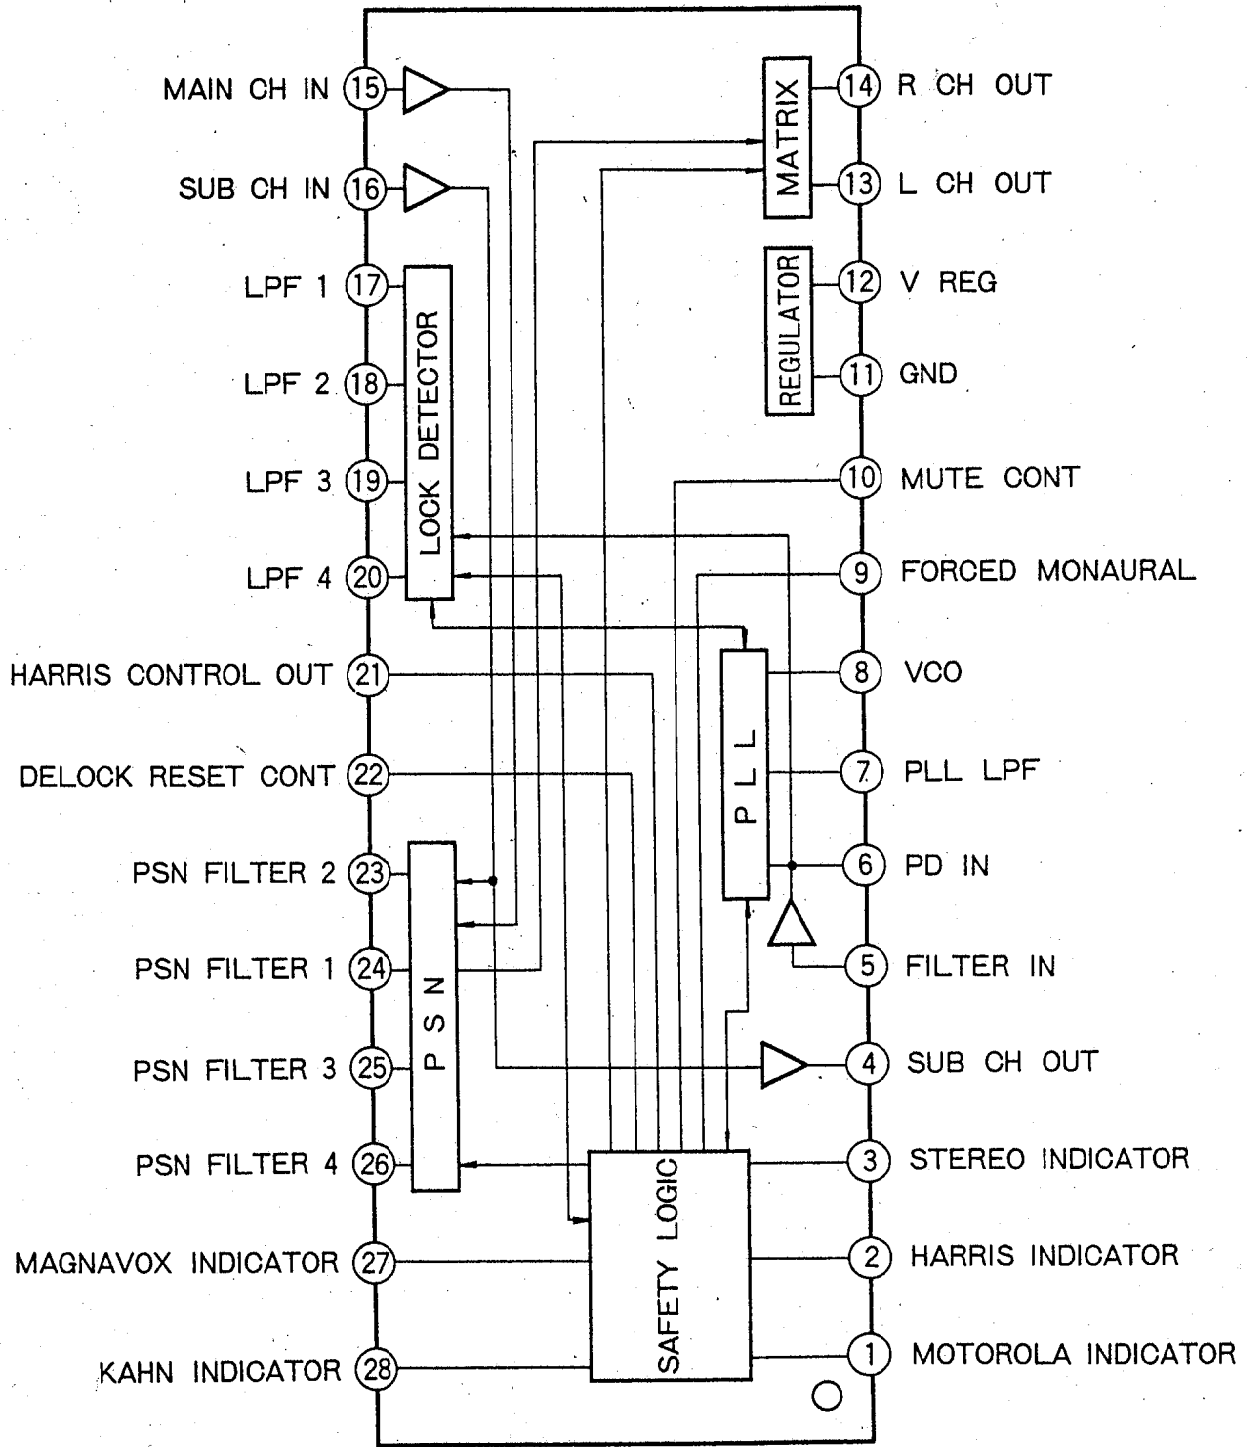 MAIN CH IN 15
14 R CH OUT
SUB CH IN 16
13 L CH OUT
MATRIX
LPF 1 17
12 V REG
REGULATOR
LPF 2 18
11 GND
LOCK DETECTOR
LPF 3 19
10 MUTE CONT
LPF 4 20
9 FORCED MONAURAL
HARRIS CONTROL OUT 21
8 VCO
DELOCK RESET CONT 22
7 PLL LPF
PLL
PSN FILTER 2 23
6 PD IN
PSN FILTER 1 24
5 FILTER IN
PSN
PSN FILTER 3 25
4 SUB CH OUT
PSN FILTER 4 26
3 STEREO INDICATOR
SAFETY LOGIC
MAGNAVOX INDICATOR 27
2 HARRIS INDICATOR
KAHN INDICATOR 28
1 MOTOROLA INDICATOR